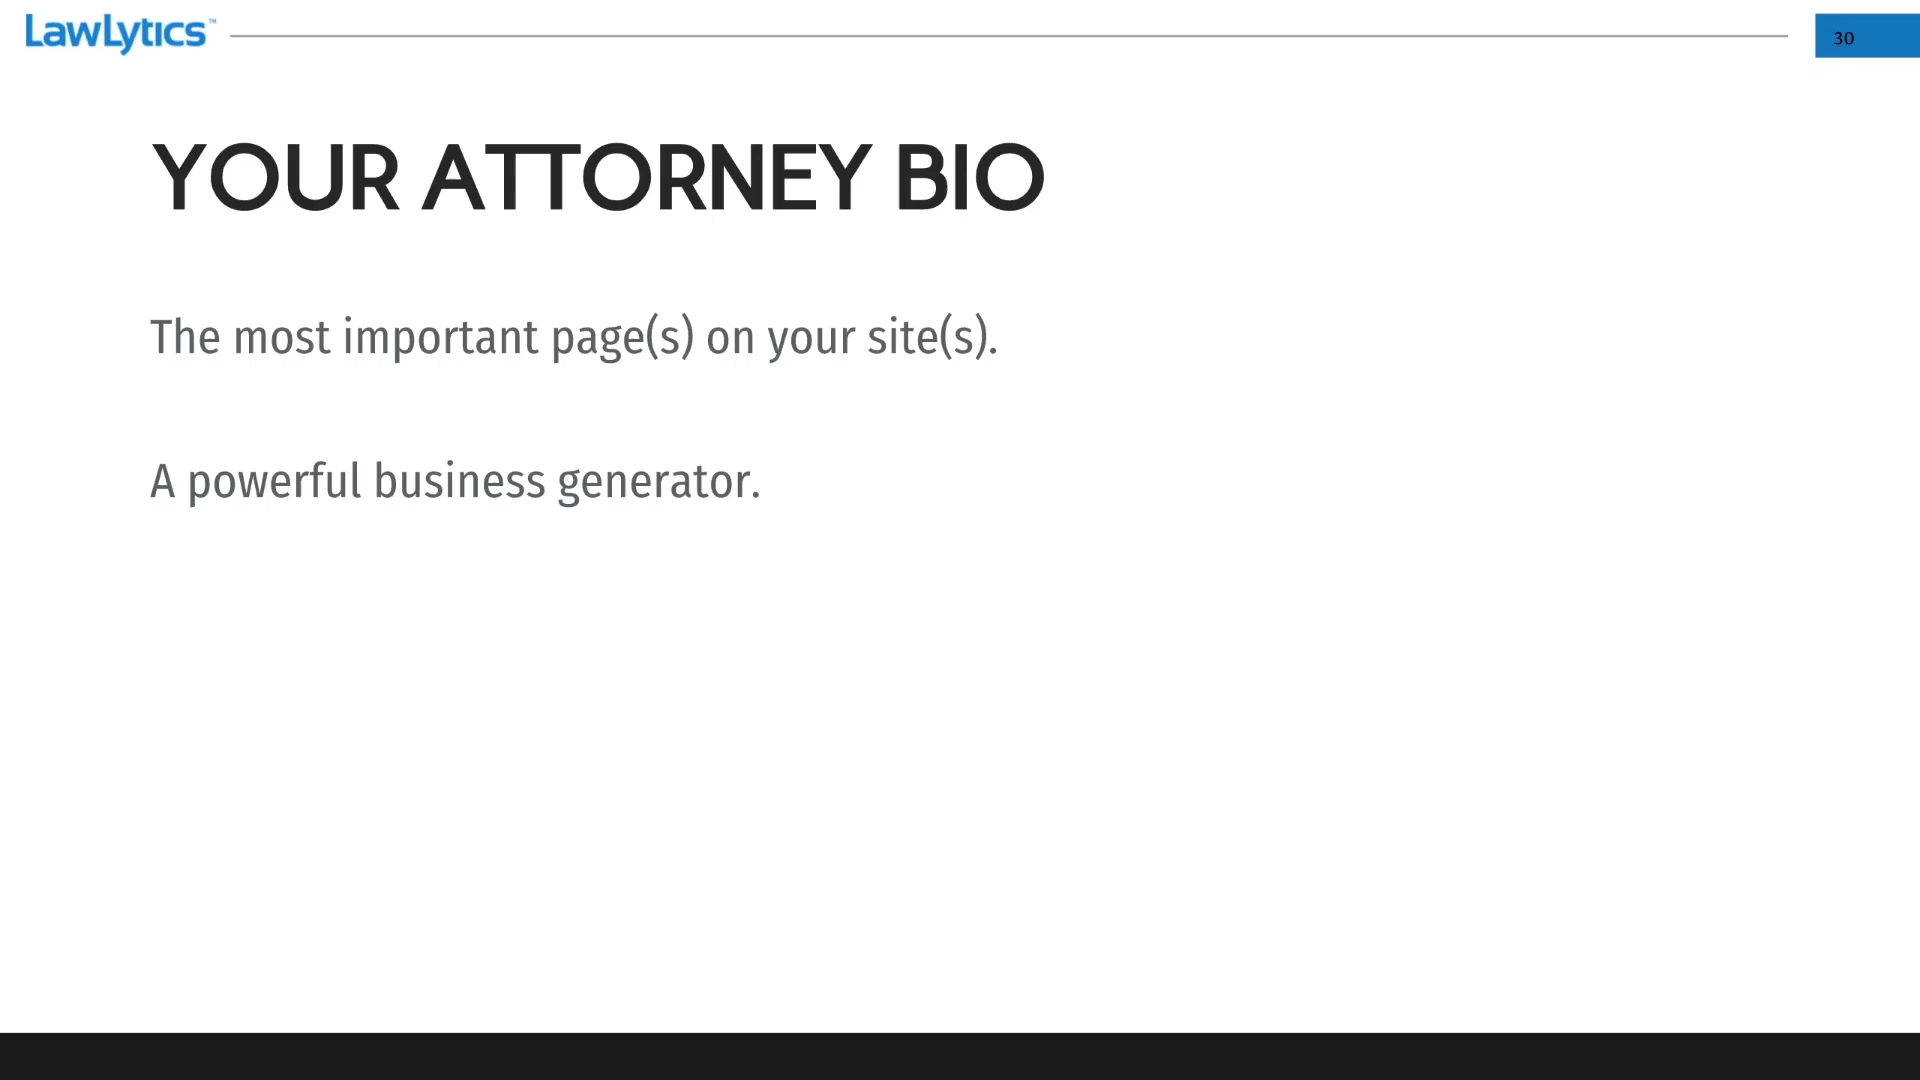 LawLytics™
30
YOUR ATTORNEY BIO
The most important page(s) on your site(s).
A powerful business generator.